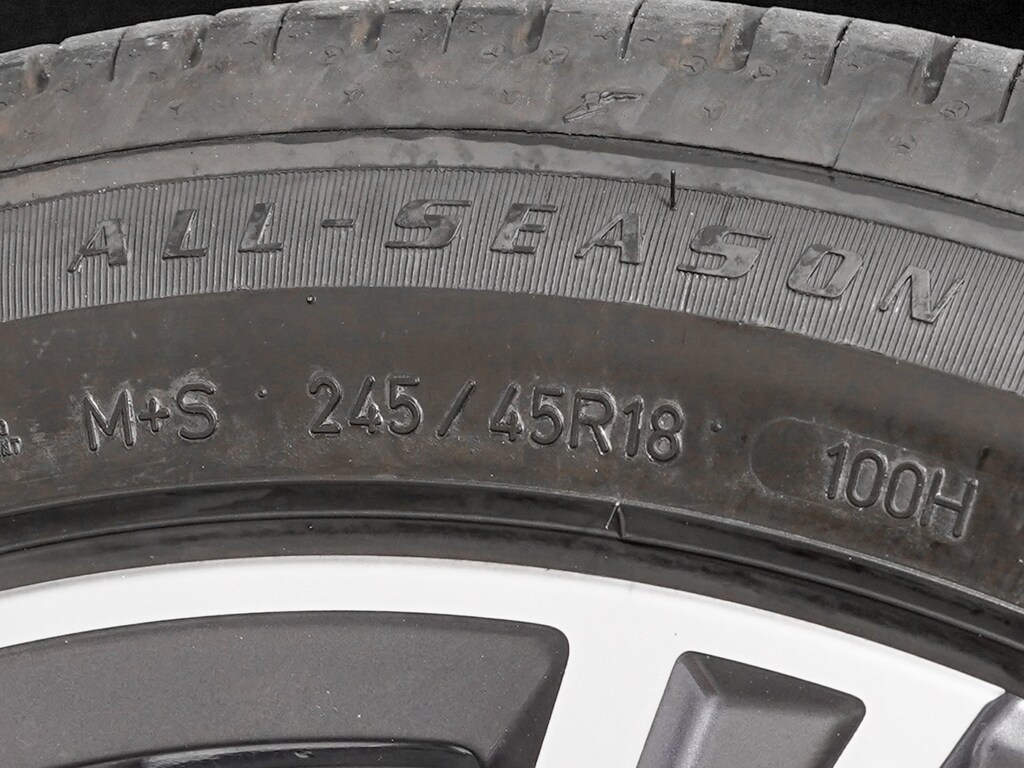 ALL-SEASON
M+S · 245 / 45R18 · 100H